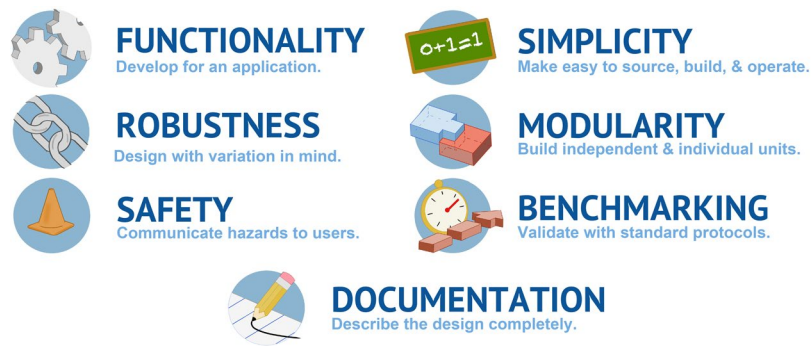 FUNCTIONALITY
Develop for an application.
0+1=1
SIMPLICITY
Make easy to source, build, & operate.
ROBUSTNESS
Design with variation in mind.
MODULARITY
Build independent & individual units.
SAFETY
Communicate hazards to users.
BENCHMARKING
Validate with standard protocols.
DOCUMENTATION
Describe the design completely.